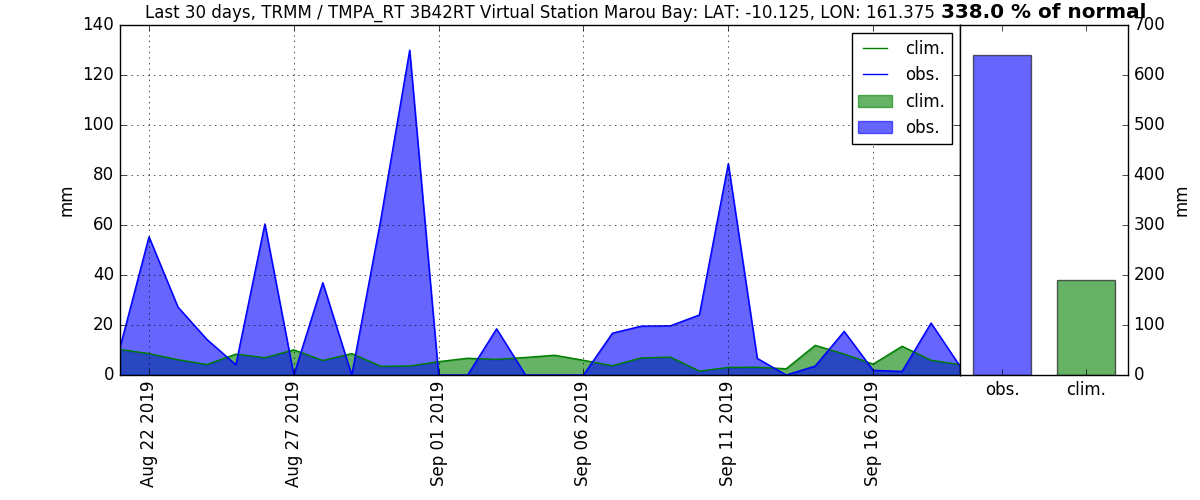 Last 30 days, TRMM / TMPA_RT 3B42RT Virtual Station Marou Bay: LAT: -10.125, LON: 161.375 338.0 % of normal
140
120
100
80
60
40
20
0
mm
clim.
obs.
clim.
obs.
Aug 22 2019
Aug 27 2019
Sep 01 2019
Sep 06 2019
Sep 11 2019
Sep 16 2019
700
600
500
400
300
200
100
0
mm
obs.
clim.